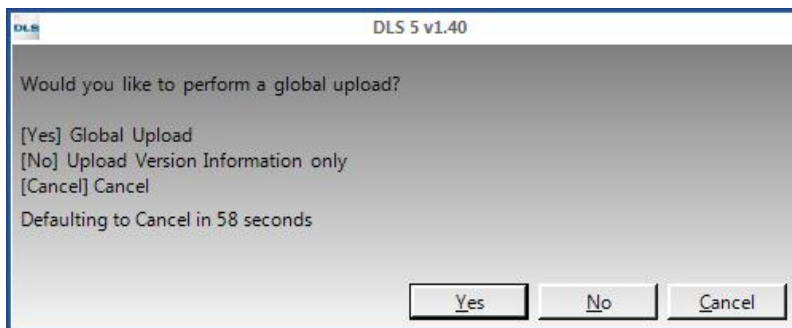 DLS
DLS 5 v1.40
Would you like to perform a global upload?
[Yes] Global Upload
[No] Upload Version Information only
[Cancel] Cancel
Defaulting to Cancel in 58 seconds
Yes
No
Cancel